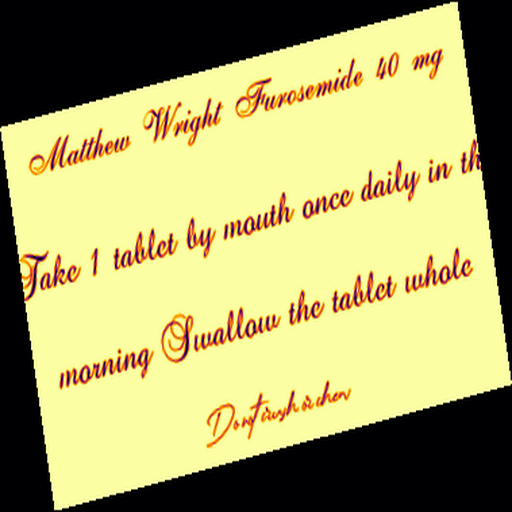 Matthew Wright Furosemide 40 mg
Take 1 tablet by mouth once daily in th
morning Swallow the tablet whole
Don't crush or chew